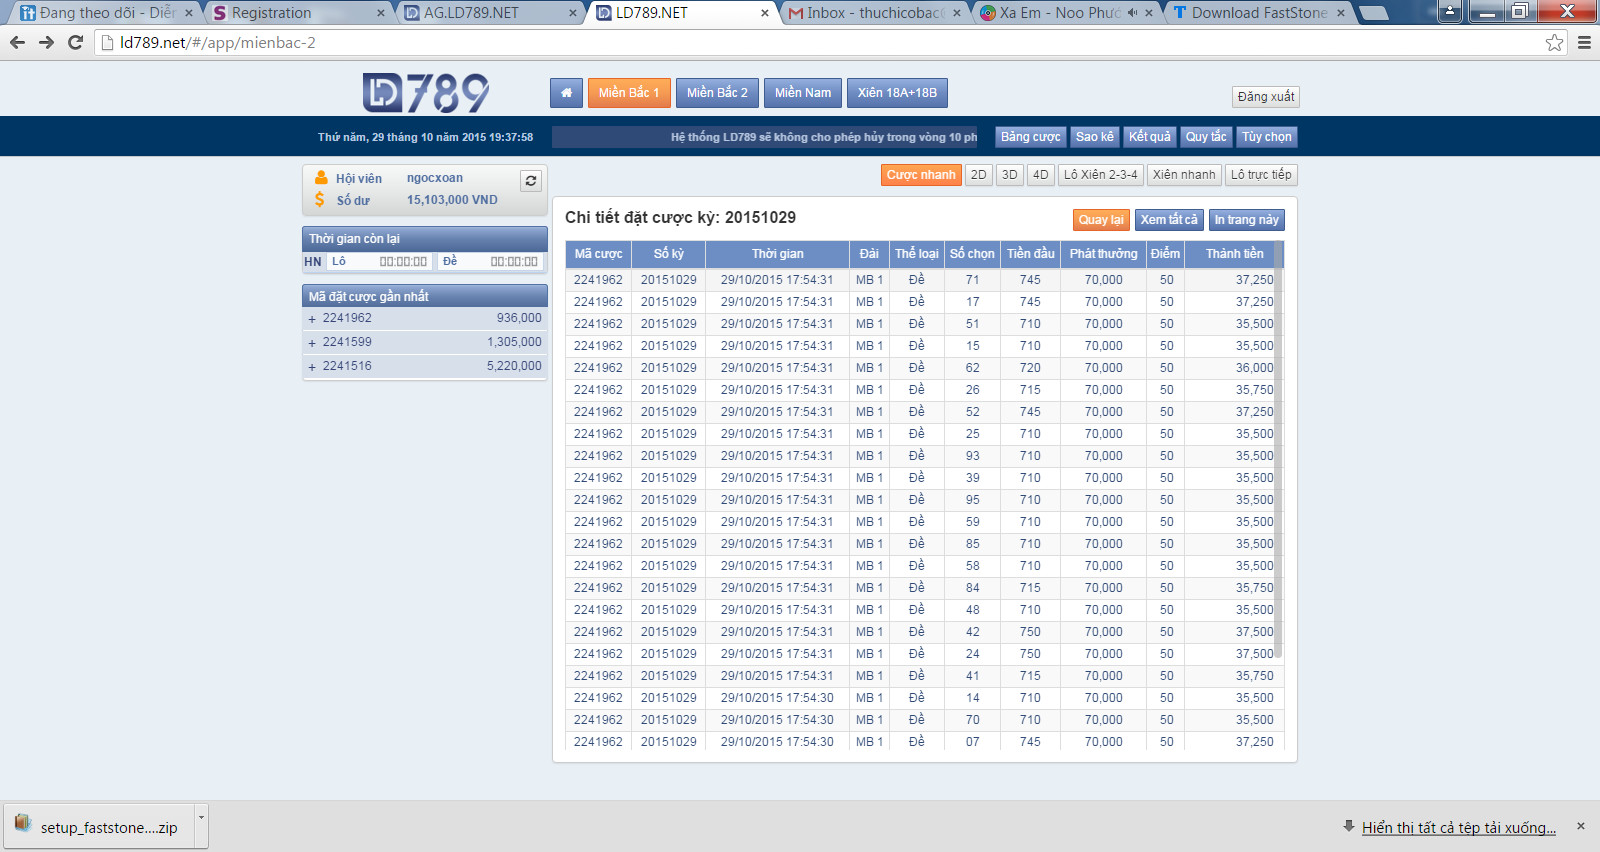 Đang theo dõi - Diễn
Registration
AG.LD789.NET
LD789.NET
Inbox - thuchicobac@
Xa Em - Noo Phướ
Download FastStone
ld789.net/#/app/mienbac-2
LD789
Miền Bắc 1 Miền Bắc 2 Miền Nam Xiên 18A+18B
Đăng xuất
Thứ năm, 29 tháng 10 năm 2015 19:37:58
Hệ thống LD789 sẽ không cho phép hủy trong vòng 10 ph
Bảng cược Sao kê Kết quả Quy tắc Tùy chọn
Hội viên ngocxoan
Số dư 15,103,000 VND
Thời gian còn lại
HN Lô 00:00:00 Đề 00:00:00
Mã đặt cược gần nhất
+ 2241962 936,000
+ 2241599 1,305,000
+ 2241516 5,220,000
Cược nhanh 2D 3D 4D Lô Xiên 2-3-4 Xiên nhanh Lô trực tiếp
Chi tiết đặt cược kỳ: 20151029
Quay lại Xem tất cả In trang này
Mã cược Số kỳ Thời gian Đài Thể loại Số chọn Tiền đầu Phát thưởng Điểm Thành tiền
2241962 20151029 29/10/2015 17:54:31 MB 1 Đề 71 745 70,000 50 37,250
2241962 20151029 29/10/2015 17:54:31 MB 1 Đề 17 745 70,000 50 37,250
2241962 20151029 29/10/2015 17:54:31 MB 1 Đề 51 710 70,000 50 35,500
2241962 20151029 29/10/2015 17:54:31 MB 1 Đề 15 710 70,000 50 35,500
2241962 20151029 29/10/2015 17:54:31 MB 1 Đề 62 720 70,000 50 36,000
2241962 20151029 29/10/2015 17:54:31 MB 1 Đề 26 715 70,000 50 35,750
2241962 20151029 29/10/2015 17:54:31 MB 1 Đề 52 745 70,000 50 37,250
2241962 20151029 29/10/2015 17:54:31 MB 1 Đề 25 710 70,000 50 35,500
2241962 20151029 29/10/2015 17:54:31 MB 1 Đề 93 710 70,000 50 35,500
2241962 20151029 29/10/2015 17:54:31 MB 1 Đề 39 710 70,000 50 35,500
2241962 20151029 29/10/2015 17:54:31 MB 1 Đề 95 710 70,000 50 35,500
2241962 20151029 29/10/2015 17:54:31 MB 1 Đề 59 710 70,000 50 35,500
2241962 20151029 29/10/2015 17:54:31 MB 1 Đề 85 710 70,000 50 35,500
2241962 20151029 29/10/2015 17:54:31 MB 1 Đề 58 710 70,000 50 35,500
2241962 20151029 29/10/2015 17:54:31 MB 1 Đề 84 715 70,000 50 35,750
2241962 20151029 29/10/2015 17:54:31 MB 1 Đề 48 710 70,000 50 35,500
2241962 20151029 29/10/2015 17:54:31 MB 1 Đề 42 750 70,000 50 37,500
2241962 20151029 29/10/2015 17:54:31 MB 1 Đề 24 750 70,000 50 37,500
2241962 20151029 29/10/2015 17:54:31 MB 1 Đề 41 715 70,000 50 35,750
2241962 20151029 29/10/2015 17:54:30 MB 1 Đề 14 710 70,000 50 35,500
2241962 20151029 29/10/2015 17:54:30 MB 1 Đề 70 710 70,000 50 35,500
2241962 20151029 29/10/2015 17:54:30 MB 1 Đề 07 745 70,000 50 37,250
setup_faststone....zip
Hiển thị tất cả tệp tải xuống...